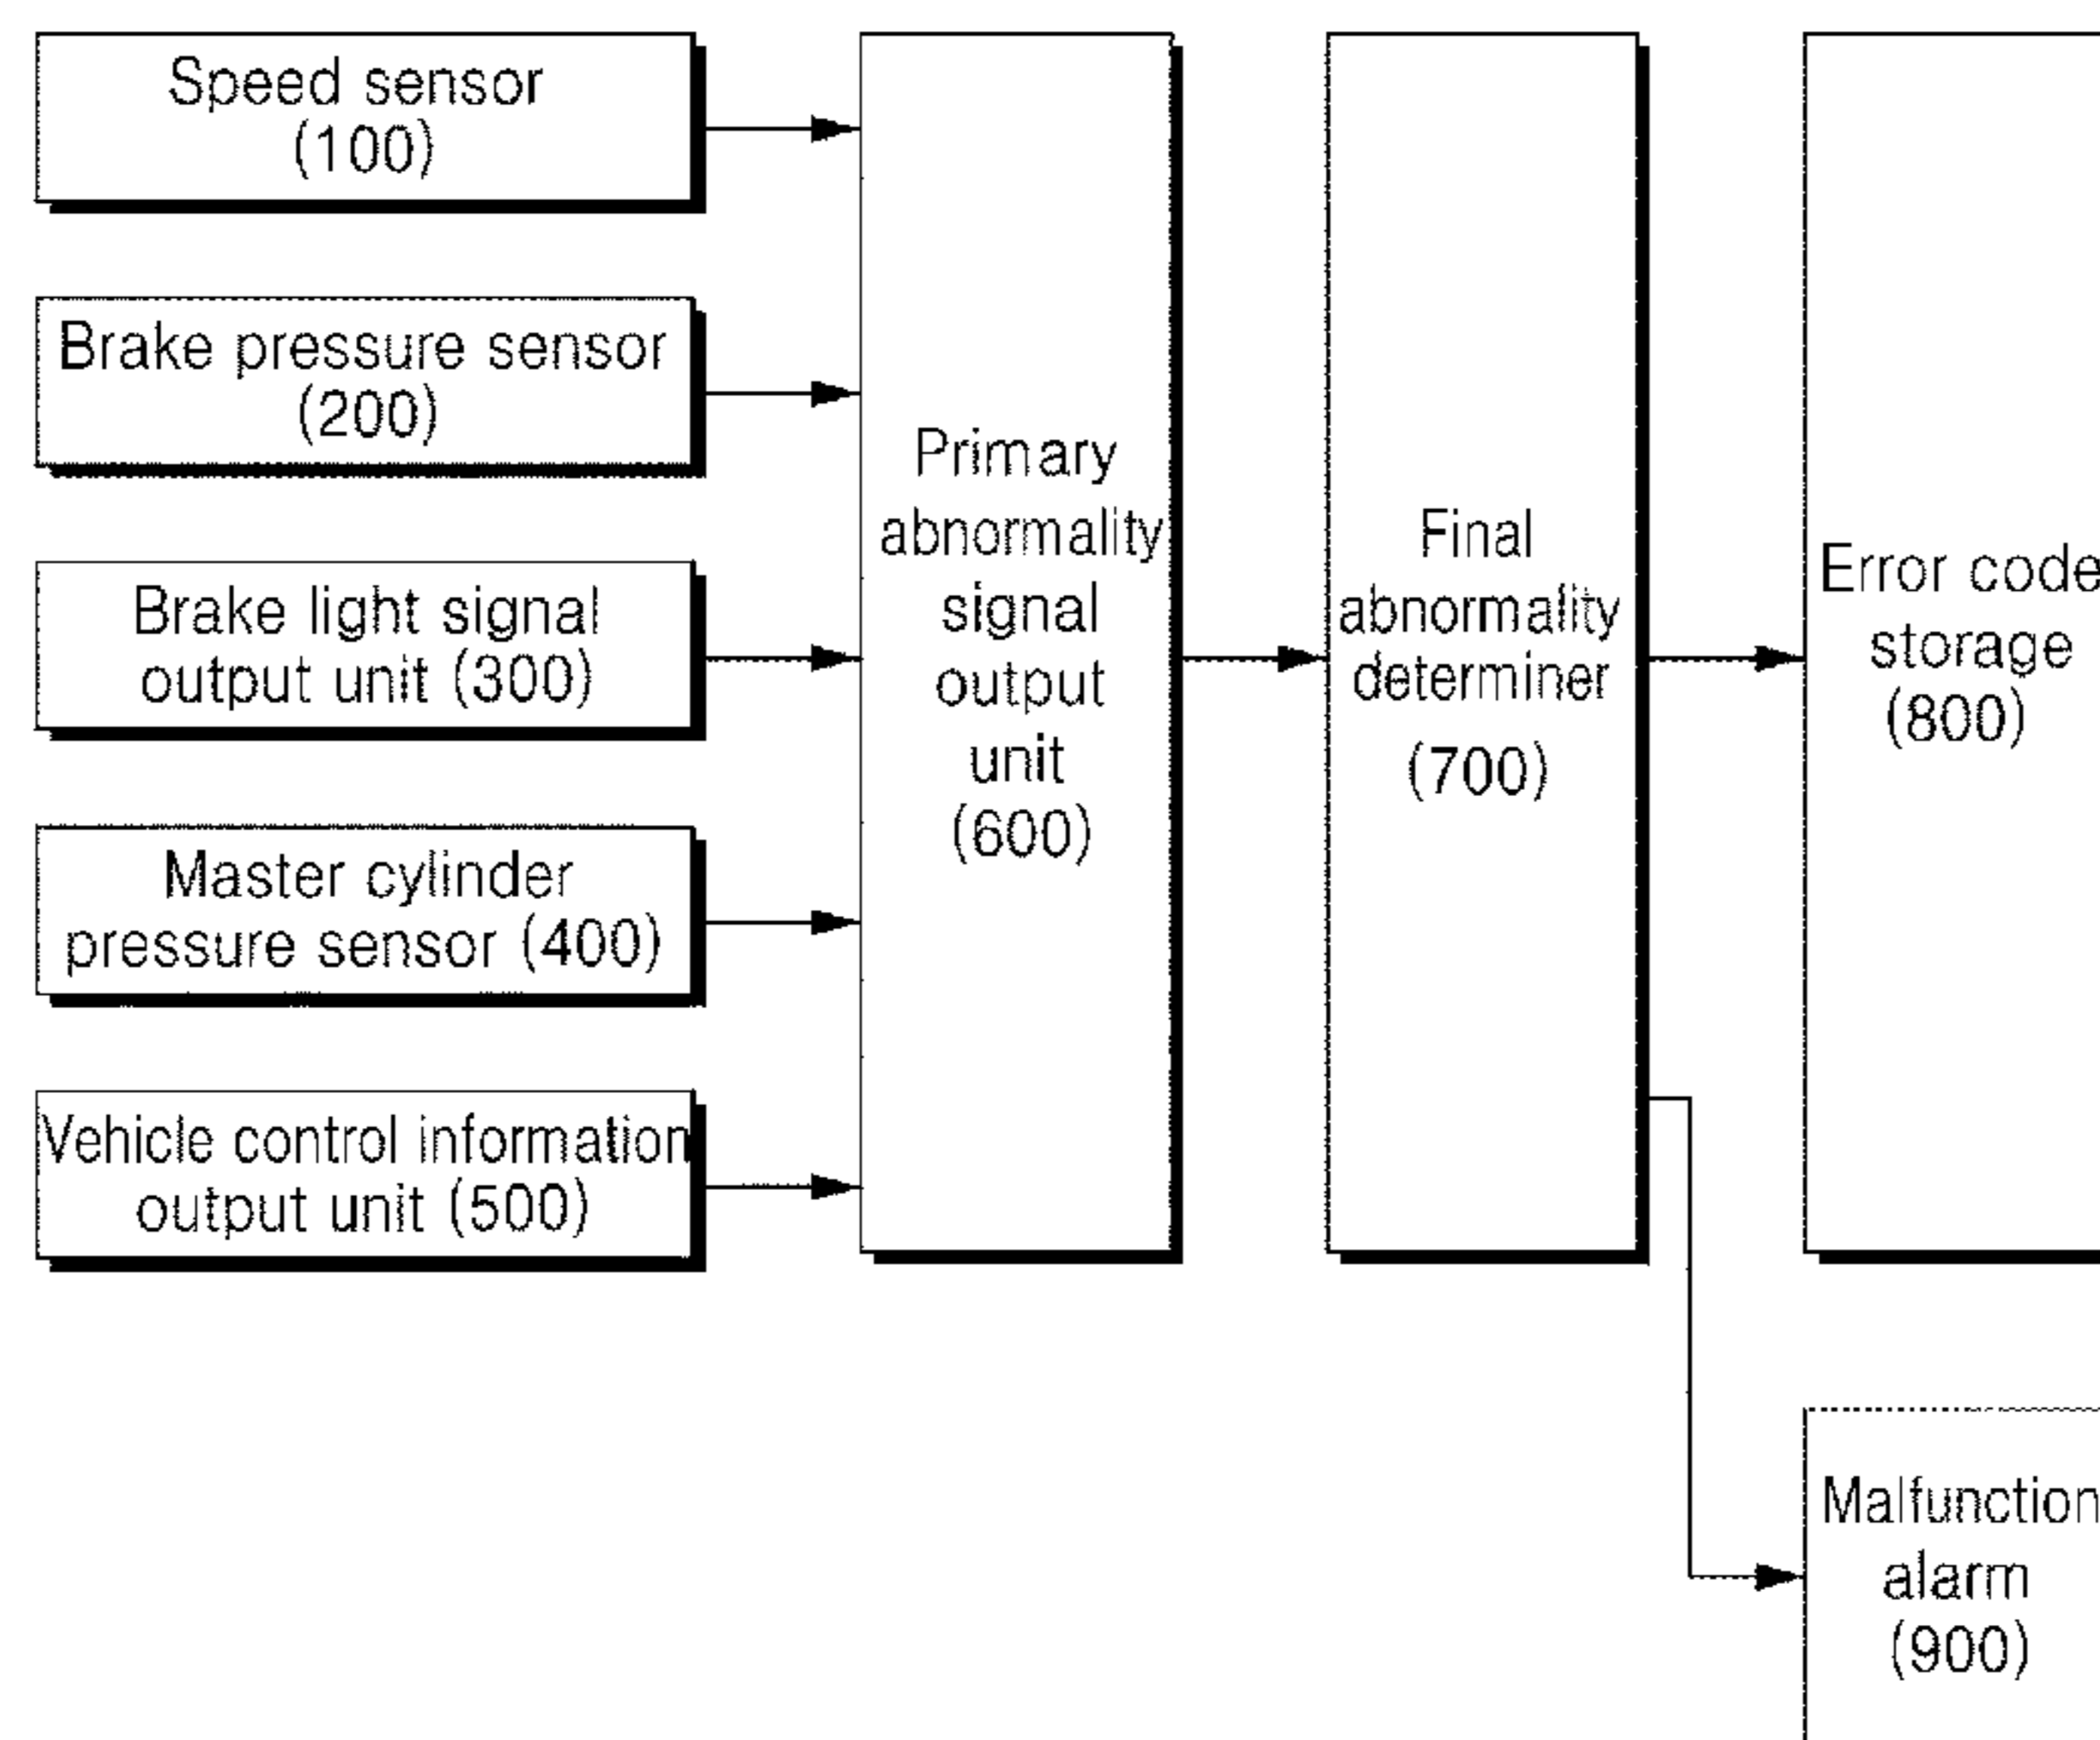 Speed sensor
(100)
Brake pressure sensor
(200)
Brake light signal
output unit (300)
Master cylinder
pressure sensor (400)
Vehicle control information
output unit (500)
Primary
abnormality
signal
output
unit
(600)
Final
abnormality
determiner
(700)
Error code
storage
(800)
Malfunction
alarm
(900)